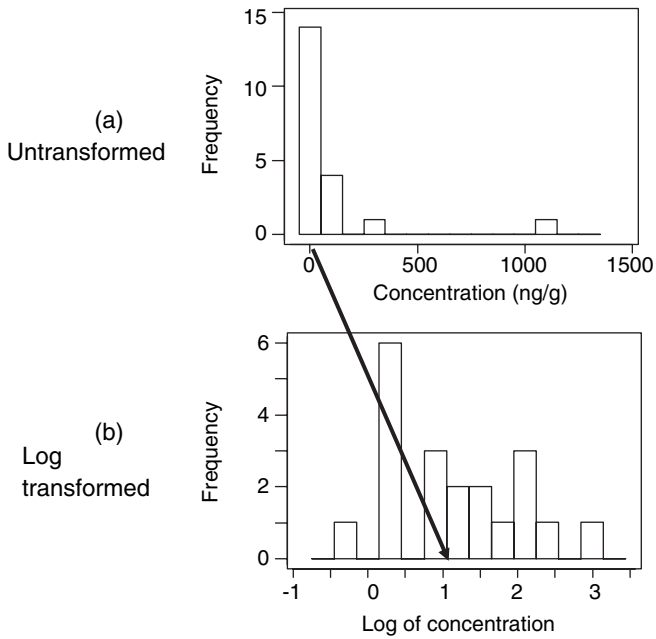 (a)
Untransformed
Frequency
15
10
5
0
0 500 1000 1500
Concentration (ng/g)
(b)
Log
transformed
Frequency
6
4
2
0
-1 0 1 2 3
Log of concentration